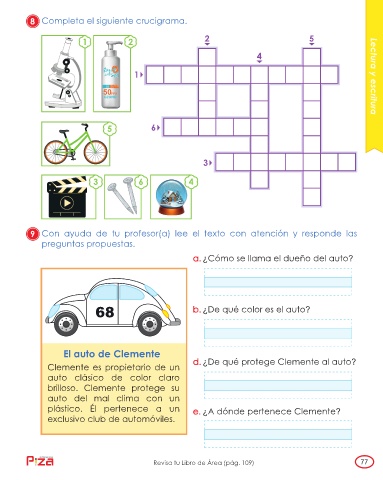 8 Completa el siguiente crucigrama.
1
2
2
5
4
1
5
6
3
3
6
4
Lectura y escritura
9 Con ayuda de tu profesor(a) lee el texto con atención y responde las
preguntas propuestas.
a. ¿Cómo se llama el dueño del auto?
68
b. ¿De qué color es el auto?
El auto de Clemente
Clemente es propietario de un
auto clásico de color claro
brilloso. Clemente protege su
auto del mal clima con un
plástico. Él pertenece a un
exclusivo club de automóviles.
d. ¿De qué protege Clemente al auto?
e. ¿A dónde pertenece Clemente?
Revisa tu Libro de Área (pág. 109)
77